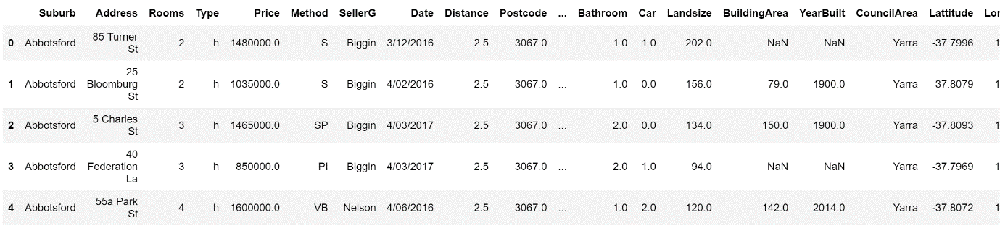 Suburb Address Rooms Type Price Method SellerG Date Distance Postcode ... Bathroom Car Landsize BuildingArea YearBuilt CouncilArea Lattitude
0 Abbotsford 85 Turner St 2 h 1480000.0 S Biggin 3/12/2016 2.5 3067.0 ... 1.0 1.0 202.0 NaN NaN Yarra -37.7996
1 Abbotsford 25 Bloomburg St 2 h 1035000.0 S Biggin 4/02/2016 2.5 3067.0 ... 1.0 0.0 156.0 79.0 1900.0 Yarra -37.8079
2 Abbotsford 5 Charles St 3 h 1465000.0 SP Biggin 4/03/2017 2.5 3067.0 ... 2.0 0.0 134.0 150.0 1900.0 Yarra -37.8093
3 Abbotsford 40 Federation La 3 h 850000.0 PI Biggin 4/03/2017 2.5 3067.0 ... 2.0 1.0 94.0 NaN NaN Yarra -37.7969
4 Abbotsford 55a Park St 4 h 1600000.0 VB Nelson 4/06/2016 2.5 3067.0 ... 1.0 2.0 120.0 142.0 2014.0 Yarra -37.8072